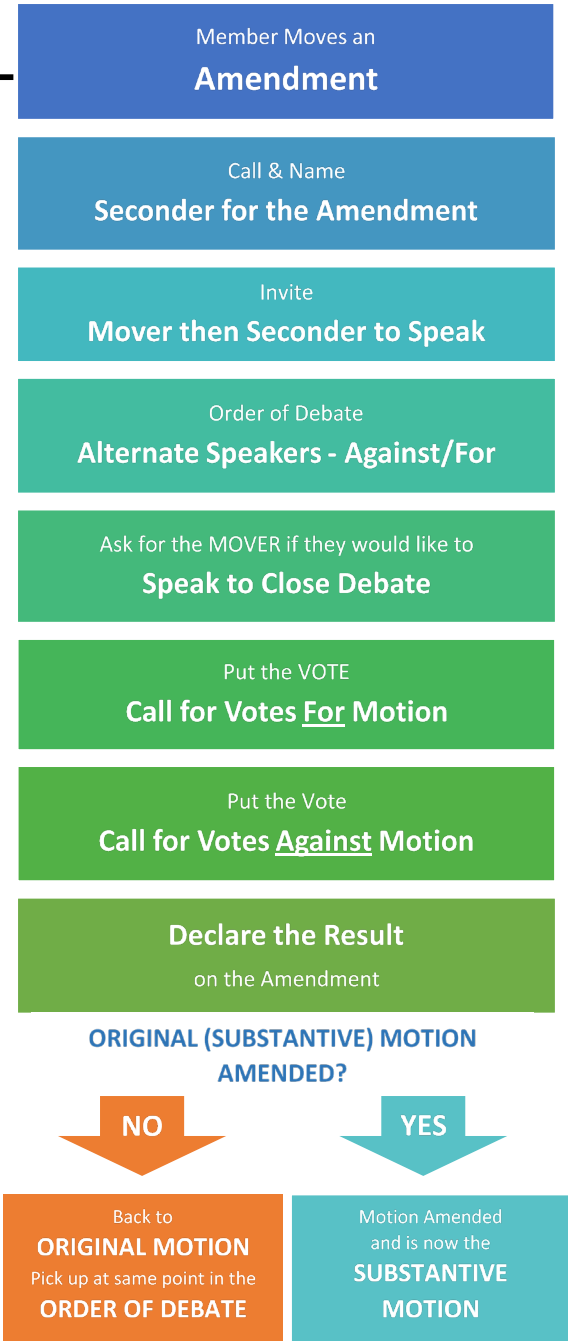 Member Moves an
Amendment
Call & Name
Seconder for the Amendment
Invite
Mover then Seconder to Speak
Order of Debate
Alternate Speakers - Against/For
Ask for the MOVER if they would like to
Speak to Close Debate
Put the VOTE
Call for Votes For Motion
Put the Vote
Call for Votes Against Motion
Declare the Result
on the Amendment
ORIGINAL (SUBSTANTIVE) MOTION
AMENDED?
NO
YES
Back to
ORIGINAL MOTION
Pick up at same point in the
ORDER OF DEBATE
Motion Amended
and is now the
SUBSTANTIVE
MOTION